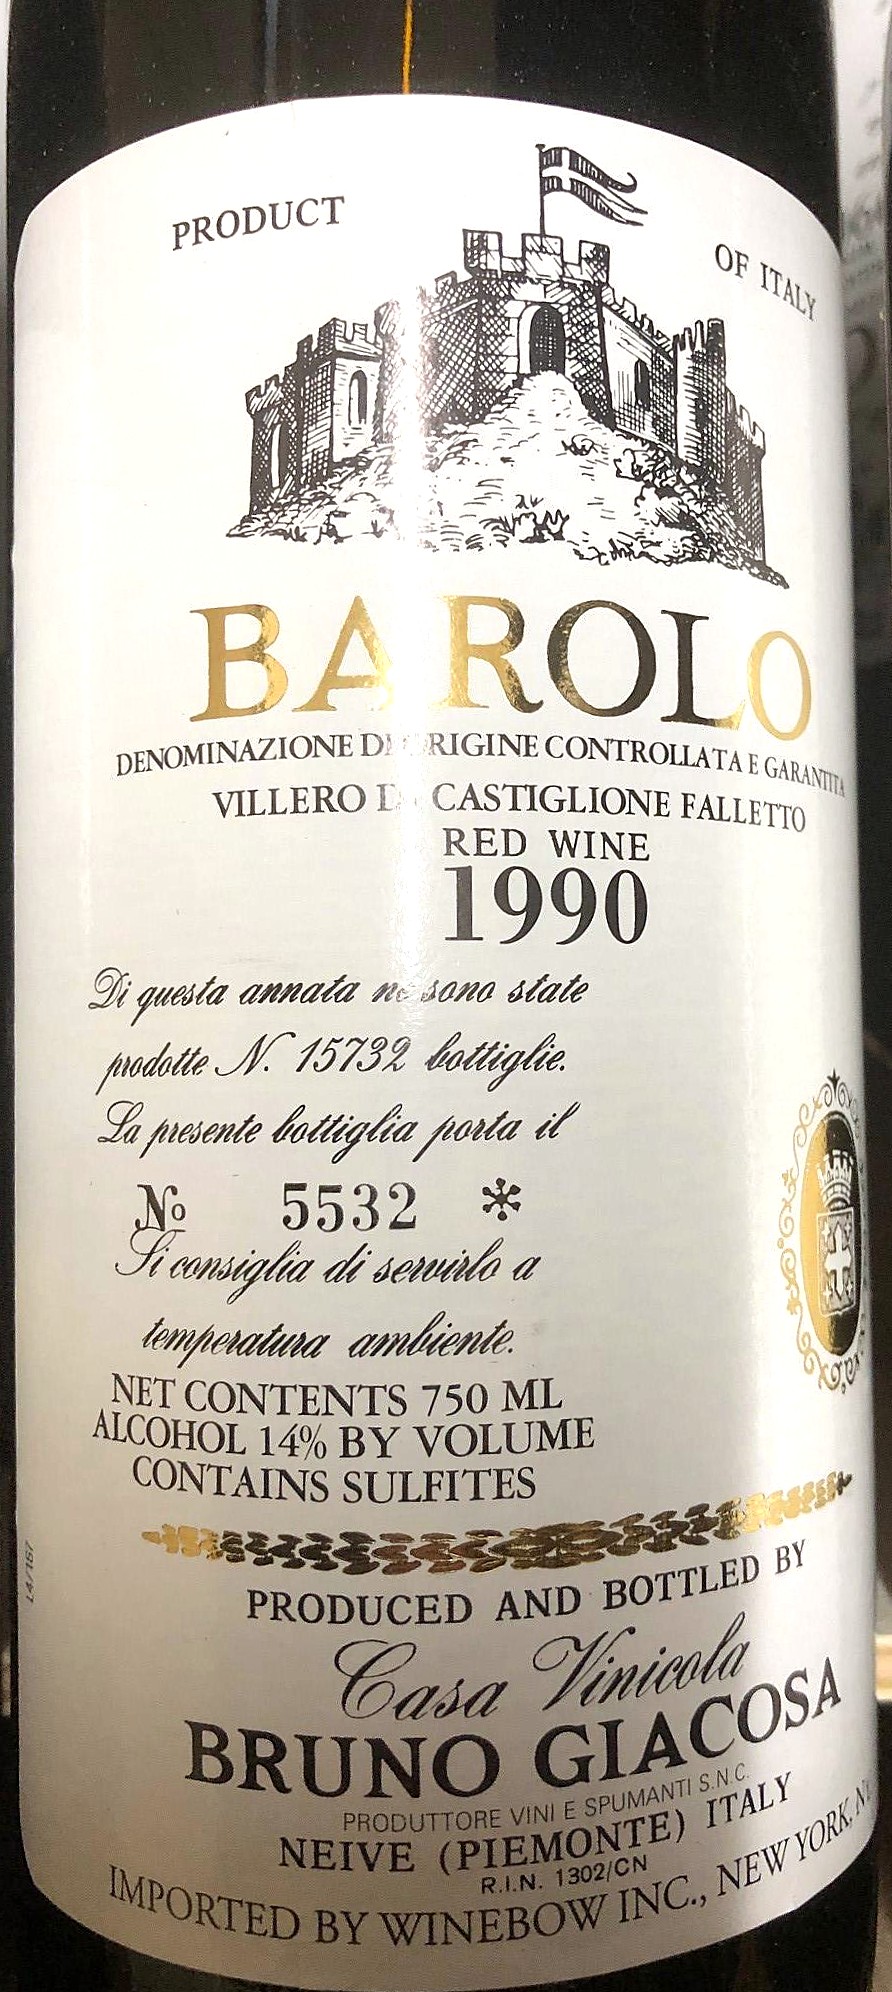 PRODUCT OF ITALY
BAROLO
DENOMINAZIONE DI ORIGINE CONTROLLATA E GARANTITA
VILLERO DI CASTIGLIONE FALLETTO
RED WINE
1990
Di questa annata ne sono state
prodotte N. 15732 bottiglie.
La presente bottiglia porta il
No 5532 *
Si consiglia di servirlo a
temperatura ambiente.
NET CONTENTS 750 ML
ALCOHOL 14% BY VOLUME
CONTAINS SULFITES
L4/167
PRODUCED AND BOTTLED BY
Casa Vinicola
BRUNO GIACOSA
PRODUTTORE VINI E SPUMANTI S.N.C.
NEIVE (PIEMONTE) ITALY
R.I.N. 1302/CN
IMPORTED BY WINEBOW INC., NEW YORK,